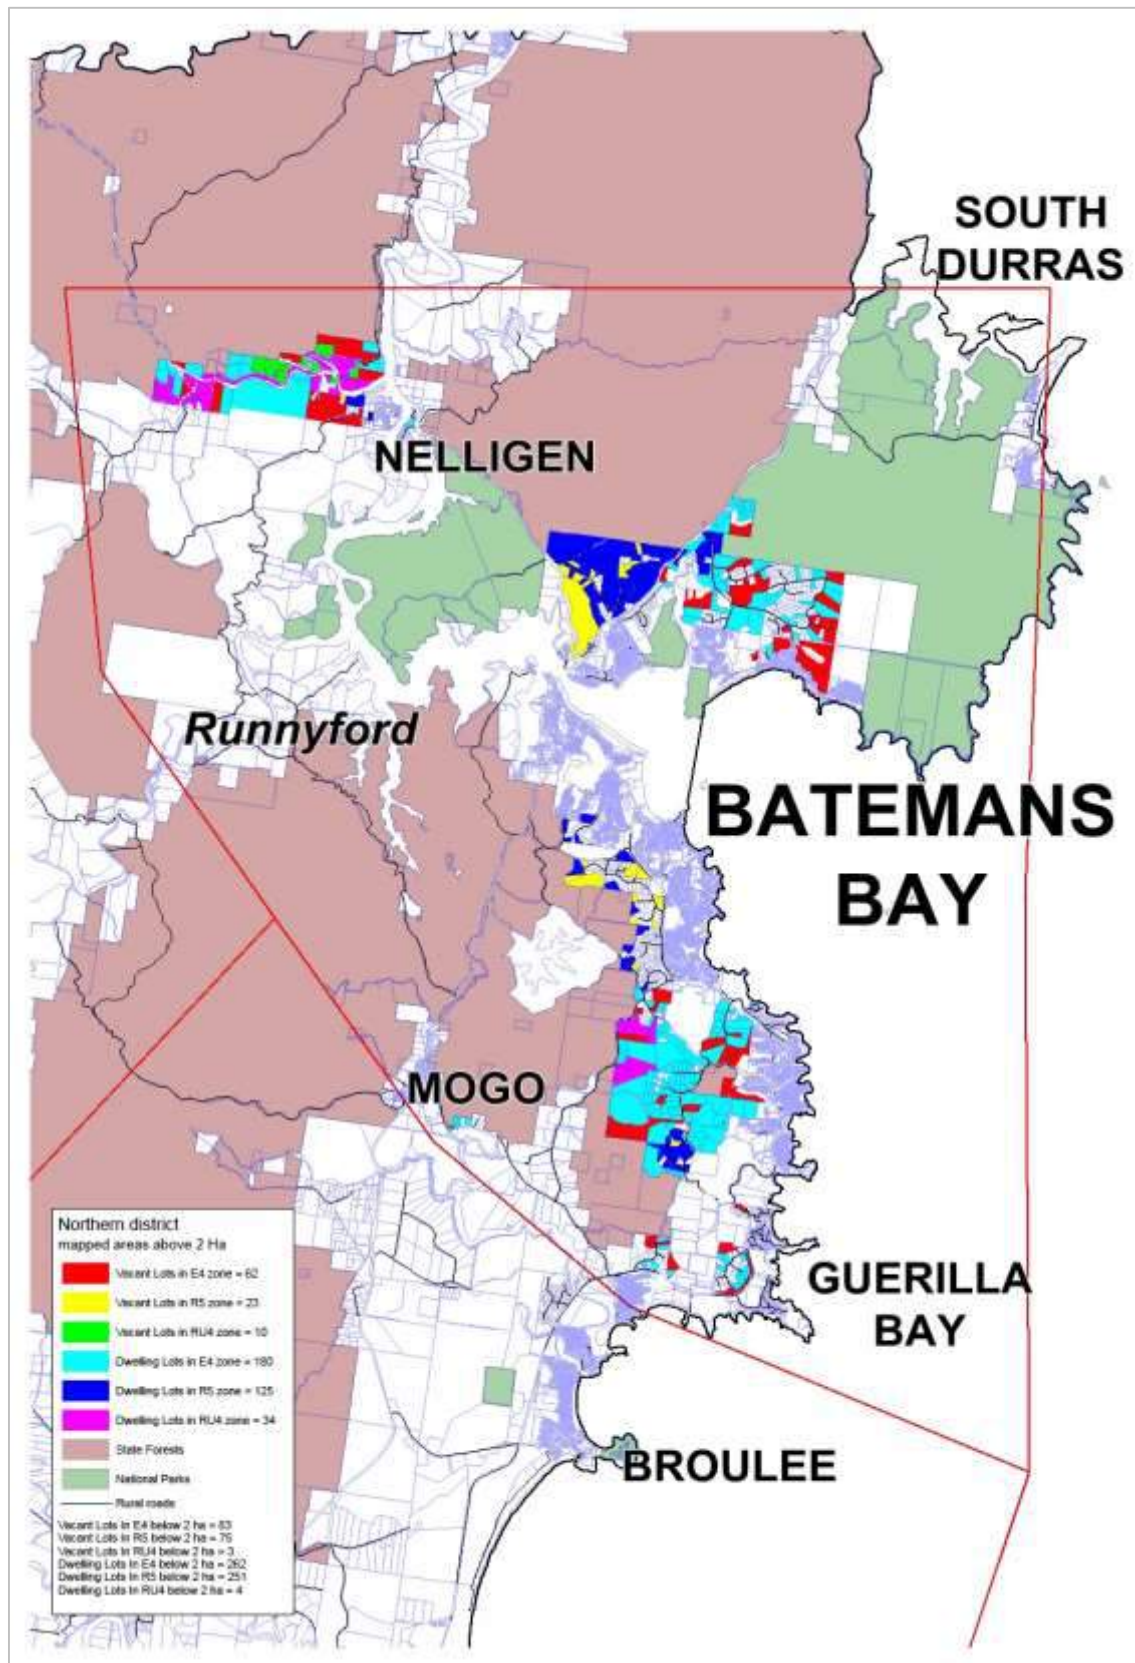 SOUTH
DURRAS
NELLIGEN
Runnyford
BATEMANS
BAY
MOGO
GUERILLA
BAY
BROULEE
Northern district
mapped areas above 2 Ha
Vacant Lots in E4 zone = 62
Vacant Lots in R5 zone = 23
Vacant Lots in RU4 zone = 10
Dwelling Lots in E4 zone = 180
Dwelling Lots in R5 zone = 125
Dwelling Lots in RU4 zone = 34
State Forests
National Parks
Rural roads
Vacant Lots in E4 below 2 ha = 83
Vacant Lots in R5 below 2 ha = 75
Vacant Lots in RU4 below 2 ha = 3
Dwelling Lots in E4 below 2 ha = 262
Dwelling Lots in R5 below 2 ha = 251
Dwelling Lots in RU4 below 2 ha = 4